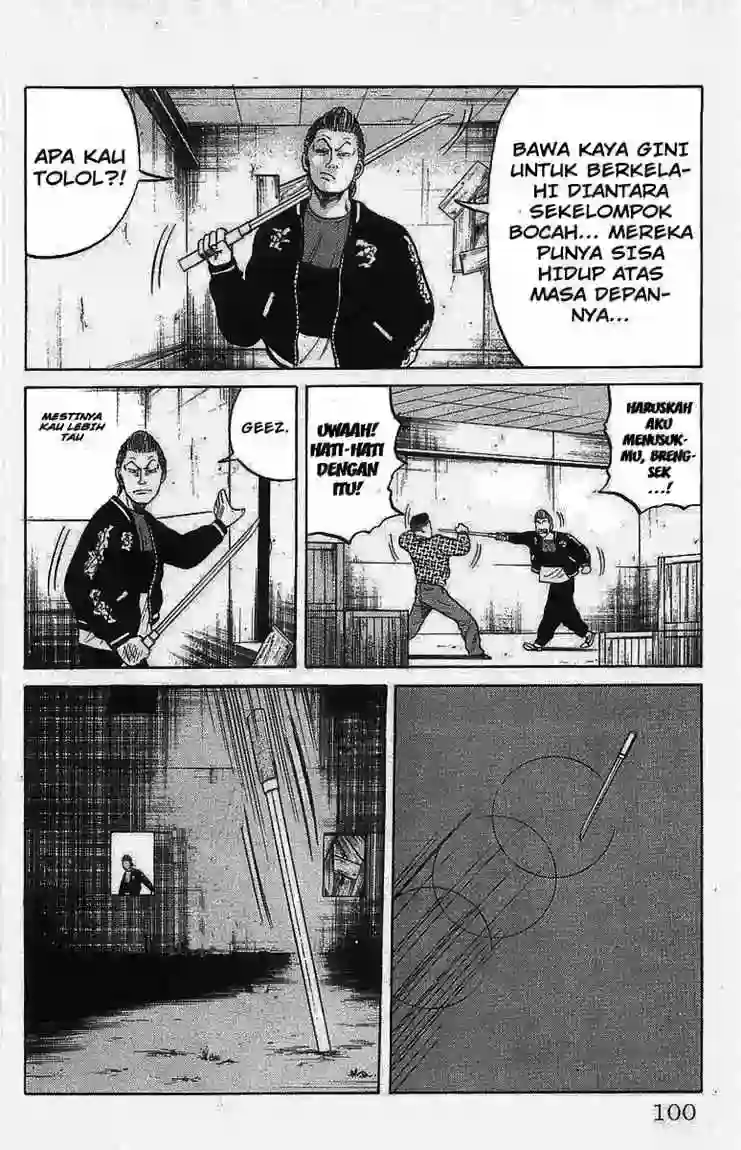 BAWA KAYA GINI
UNTUK BERKELA-
HI DIANTARA
SEKELOMPOK
BOCAH... MEREKA
PUNYA SISA
HIDUP ATAS
MASA DEPAN-
NYA...
APA KAU
TOLOL?!
HARUSKAH
AKU
MENUSUK-
MU, BRENG-
SEK
...!
UWAAH!
HATI-HATI
DENGAN
ITU!
GEEZ.
MESTINYA
KAU LEBIH
TAU
100